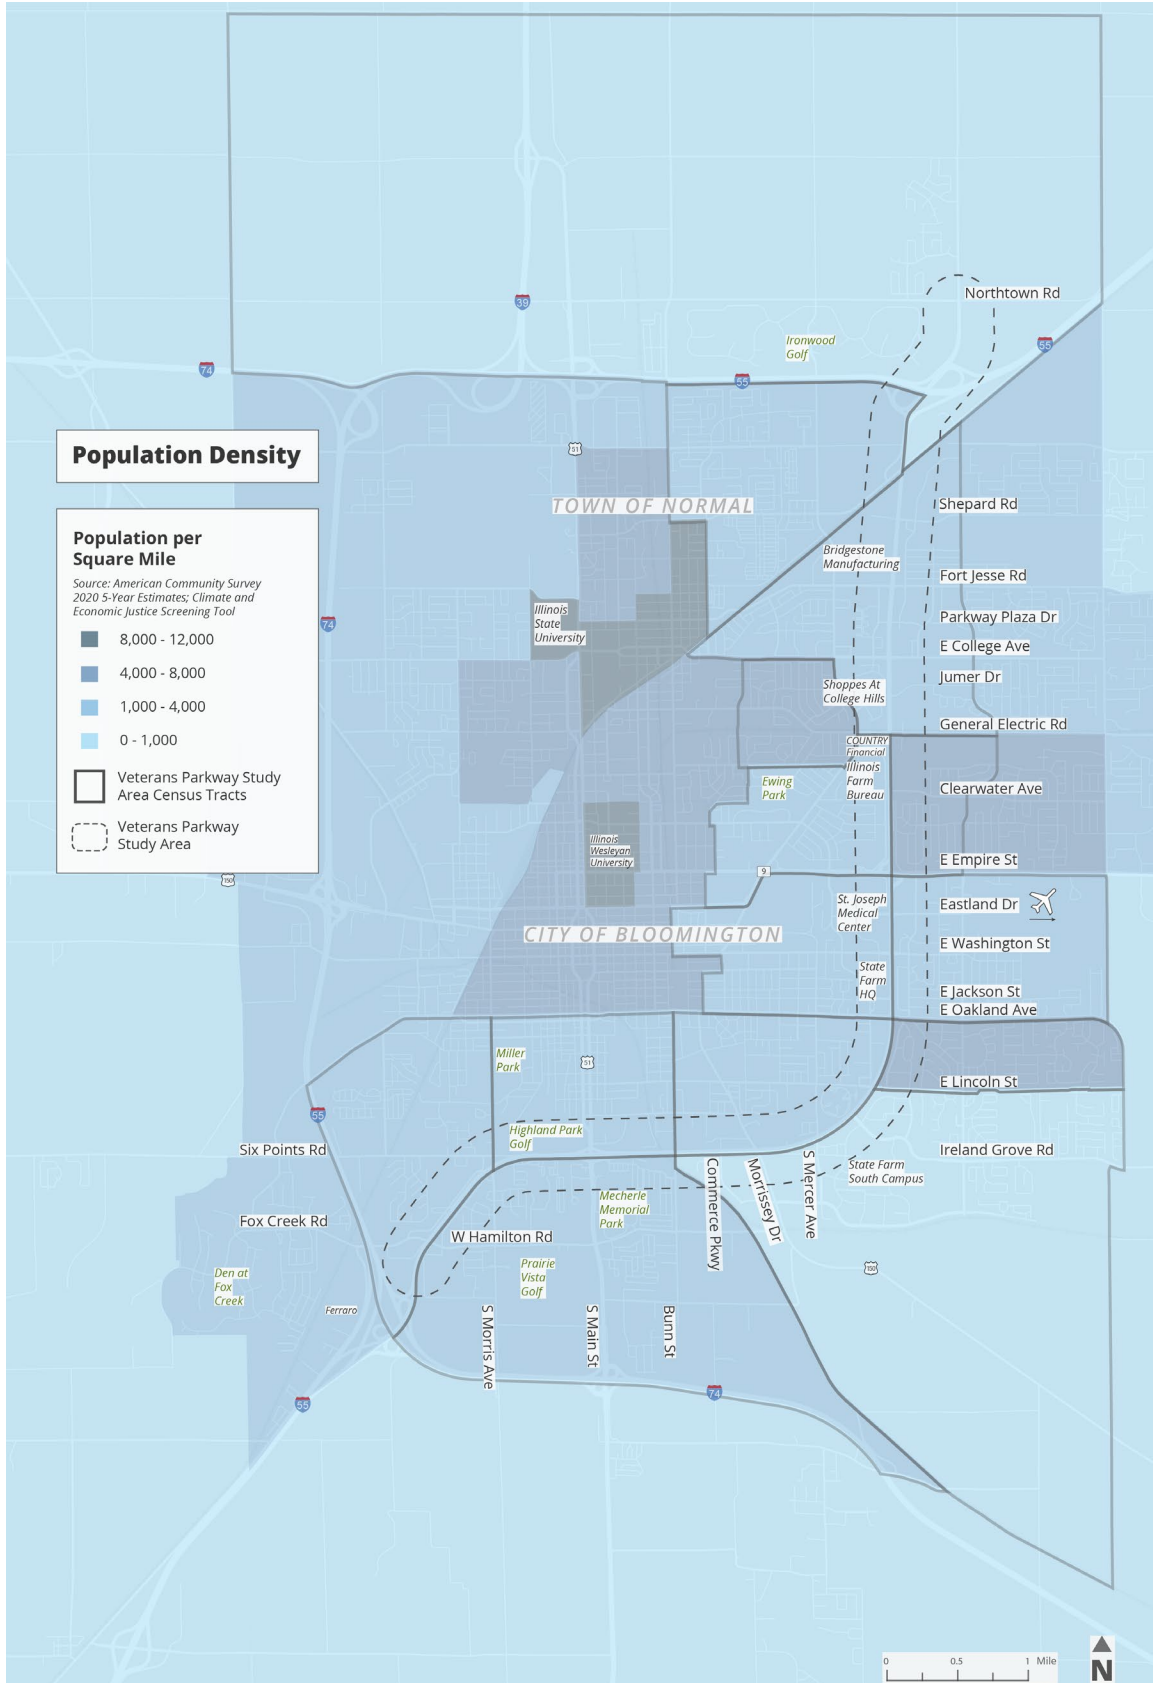 Northtown Rd
39
Ironwood
Golf
55
74
55
Population Density
51
TOWN OF NORMAL
Shepard Rd
Population per
Square Mile
Source: American Community Survey
2020 5-Year Estimates; Climate and
Economic Justice Screening Tool
8,000 - 12,000
4,000 - 8,000
1,000 - 4,000
0 - 1,000
Veterans Parkway Study
Area Census Tracts
Veterans Parkway
Study Area
Bridgestone
Manufacturing
Fort Jesse Rd
Illinois
State
University
74
Parkway Plaza Dr
E College Ave
Jumer Dr
Shoppes At
College Hills
General Electric Rd
COUNTRY
Financial
Illinois
Farm
Bureau
Ewing
Park
Clearwater Ave
Illinois
Wesleyan
University
E Empire St
9
150
St. Joseph
Medical
Center
Eastland Dr
CITY OF BLOOMINGTON
E Washington St
State
Farm
HQ
E Jackson St
E Oakland Ave
Miller
Park
51
E Lincoln St
55
Highland Park
Golf
Six Points Rd
Ireland Grove Rd
State Farm
South Campus
Commerce Pkwy
Morrissey Dr
S Mercer Ave
Mecherle
Memorial
Park
Fox Creek Rd
W Hamilton Rd
Den at
Fox
Creek
Prairie
Vista
Golf
150
Ferraro
S Morris Ave
S Main St
Bunn St
74
55
0 0.5 1 Mile
N